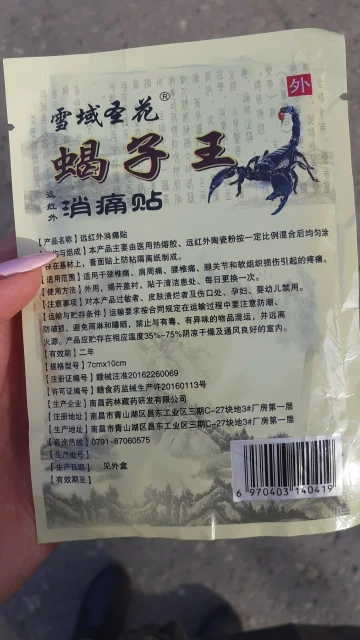 外
雪域圣花®
蝎子王
远红外 消痛贴
【产品名称】远红外消痛贴
构与组成】本产品主要由医用热熔胶、远红外陶瓷粉按一定比例混合后均匀涂
抹在基材上,膏面贴上防粘隔离纸制成。
【适用范围】适用于颈椎痛、肩周痛、腰椎痛、腿关节和软组织损伤引起的疼痛。
【使用方法】外用、揭开盖衬,贴于清洁患处、每日更换一次。
【注意事项】对本产品过敏者、皮肤溃烂者及伤口处、孕妇、婴幼儿禁用。
【运输与贮存条件】运输要求按合同规定在运输过程中要注意防潮、
防破损、避免雨淋和曝晒,禁止与有毒、有异味的物品混运,并远离
火源。产品应贮存在相应温度35%-75%阴凉干燥及通风良好的室内。
【有效期】二年
【规格型号】7cmx10cm
【注册证编号】赣械注准20162260069
【许可证编号】赣食药监械生产许20160113号
【生产企业】南昌药林藏药研发有限公司
【注册地址】南昌市青山湖区昌东工业区三期C-27块地3#厂房第一层
【生产地址】南昌市青山湖区昌东工业区三期C-27块地3#厂房第一层
【咨询热线】0791-87060575
【生产批号】
【生产日期】 见外盒
【有效期至】
6 970403 140419